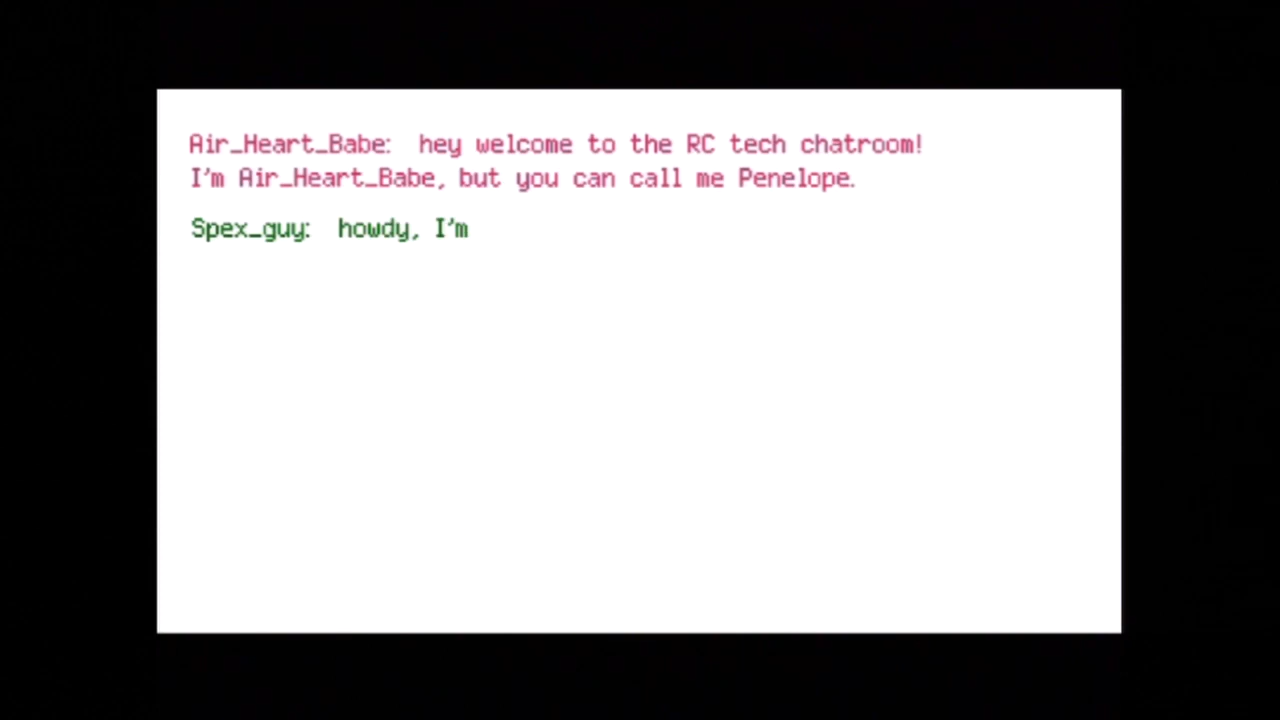 Air_Heart_Babe:  hey welcome to the RC tech chatroom!
I'm Air_Heart_Babe, but you can call me Penelope.
Spex_guy:  howdy, I'm